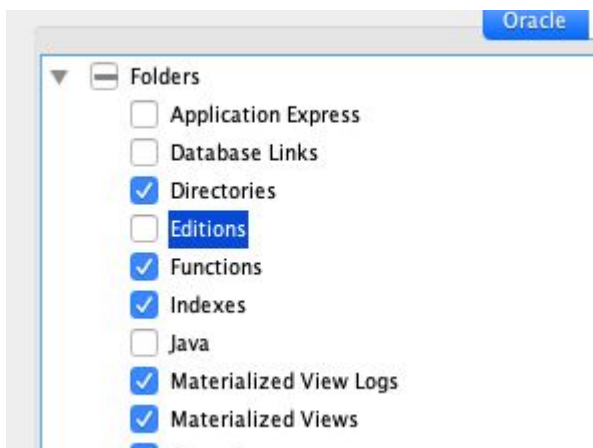 Oracle
Folders
Application Express
Database Links
Directories
Editions
Functions
Indexes
Java
Materialized View Logs
Materialized Views